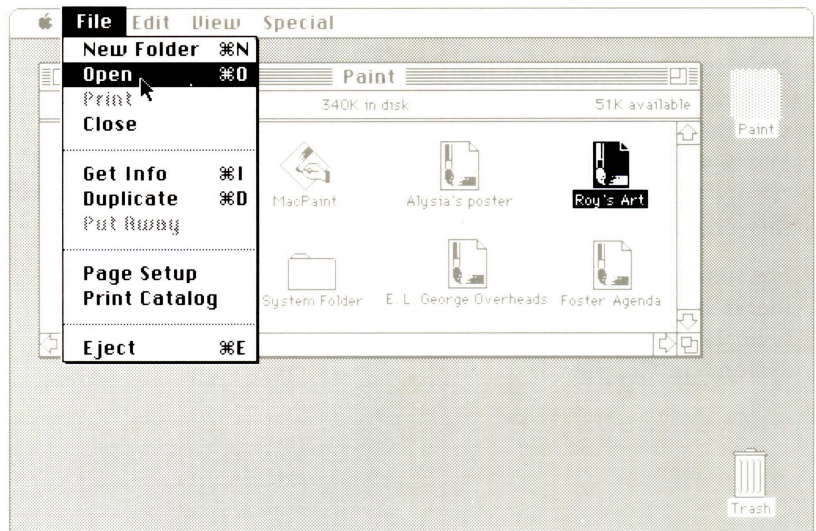 File Edit View Special
New Folder ⌘N
Open ⌘O
Print
Close
Get Info ⌘I
Duplicate ⌘D
Put Away
Page Setup
Print Catalog
Eject ⌘E
Paint
340K in disk 51K available
MacPaint Alysia's poster Roy's Art
System Folder E. L. George Overheads Foster Agenda
Paint
Trash